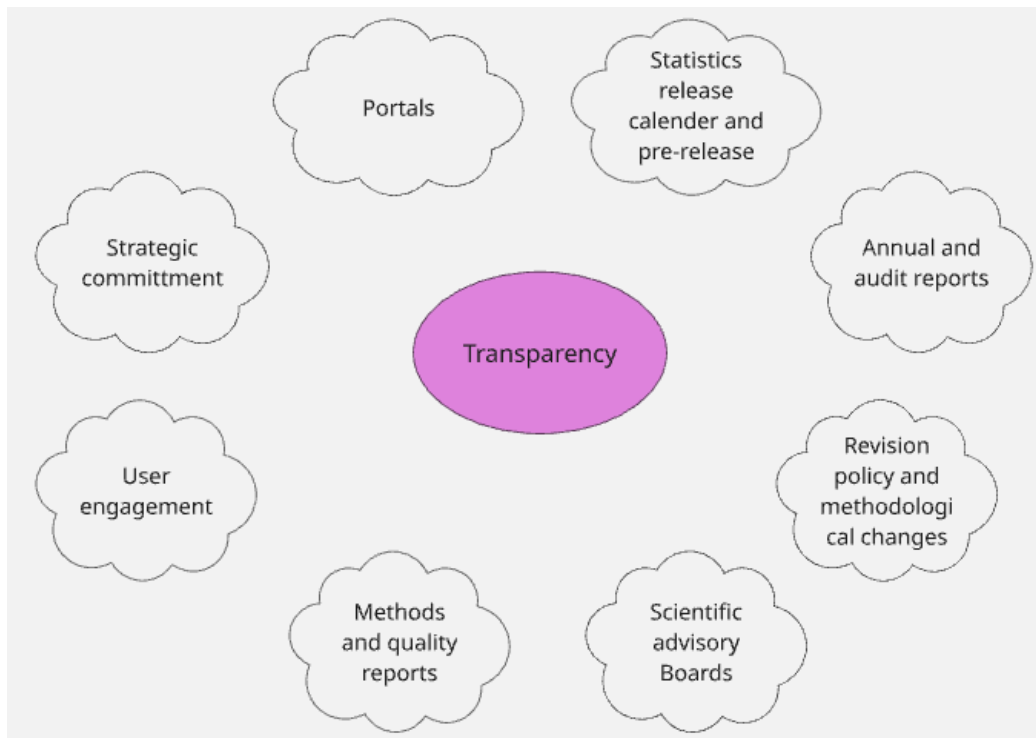 Portals
Statistics
release
calender and
pre-release
Strategic
committment
Annual and
audit reports
Transparency
User
engagement
Revision
policy and
methodologi
cal changes
Methods
and quality
reports
Scientific
advisory
Boards